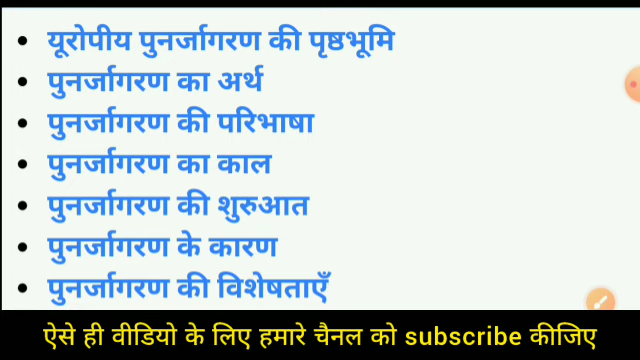 • यूरोपीय पुनर्जागरण की पृष्ठभूमि
• पुनर्जागरण का अर्थ
• पुनर्जागरण की परिभाषा
• पुनर्जागरण का काल
• पुनर्जागरण की शुरुआत
• पुनर्जागरण के कारण
• पुनर्जागरण की विशेषताएँ
ऐसे ही वीडियो के लिए हमारे चैनल को subscribe कीजिए